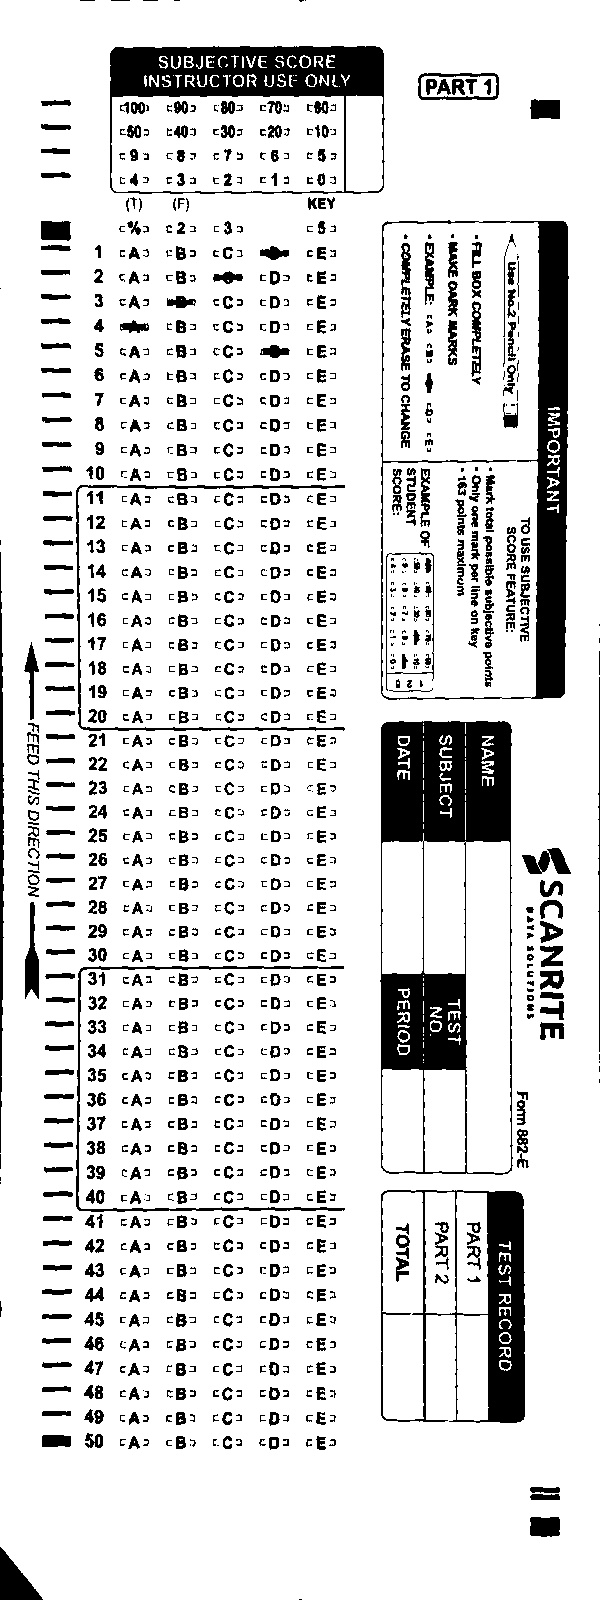 SUBJECTIVE SCORE
INSTRUCTOR USE ONLY
PART 1
100 90 80 70 60
50 40 30 20 10
9 8 7 6 5
4 3 2 1 0
(T) (F) KEY
% 2 3 5
1 A B C E
2 A B D E
3 A C D E
4 B C D E
5 A B C E
6 A B C D E
7 A B C D E
8 A B C D E
9 A B C D E
10 A B C D E
11 A B C D E
12 A B C D E
13 A B C D E
14 A B C D E
15 A B C D E
16 A B C D E
17 A B C D E
18 A B C D E
19 A B C D E
20 A B C D E
21 A B C D E
22 A B C D E
23 A B C D E
24 A B C D E
25 A B C D E
26 A B C D E
27 A B C D E
28 A B C D E
29 A B C D E
30 A B C D E
31 A B C D E
32 A B C D E
33 A B C D E
34 A B C D E
35 A B C D E
36 A B C D E
37 A B C D E
38 A B C D E
39 A B C D E
40 A B C D E
41 A B C D E
42 A B C D E
43 A B C D E
44 A B C D E
45 A B C D E
46 A B C D E
47 A B C D E
48 A B C D E
49 A B C D E
50 A B C D E
FEED THIS DIRECTION
IMPORTANT
Use No.2 Pencil Only
• FILL BOX COMPLETELY
• MAKE DARK MARKS
• EXAMPLE: A B D E
• COMPLETELY ERASE TO CHANGE
TO USE SUBJECTIVE
SCORE FEATURE:
• Mark total possible subjective points
• Only one mark per line on key
• 163 points maximum
EXAMPLE OF
STUDENT
SCORE:
NAME
SUBJECT
TEST
NO.
DATE
PERIOD
SCANRITE
DATA SOLUTIONS
Form 882-E
TEST RECORD
PART 1
PART 2
TOTAL